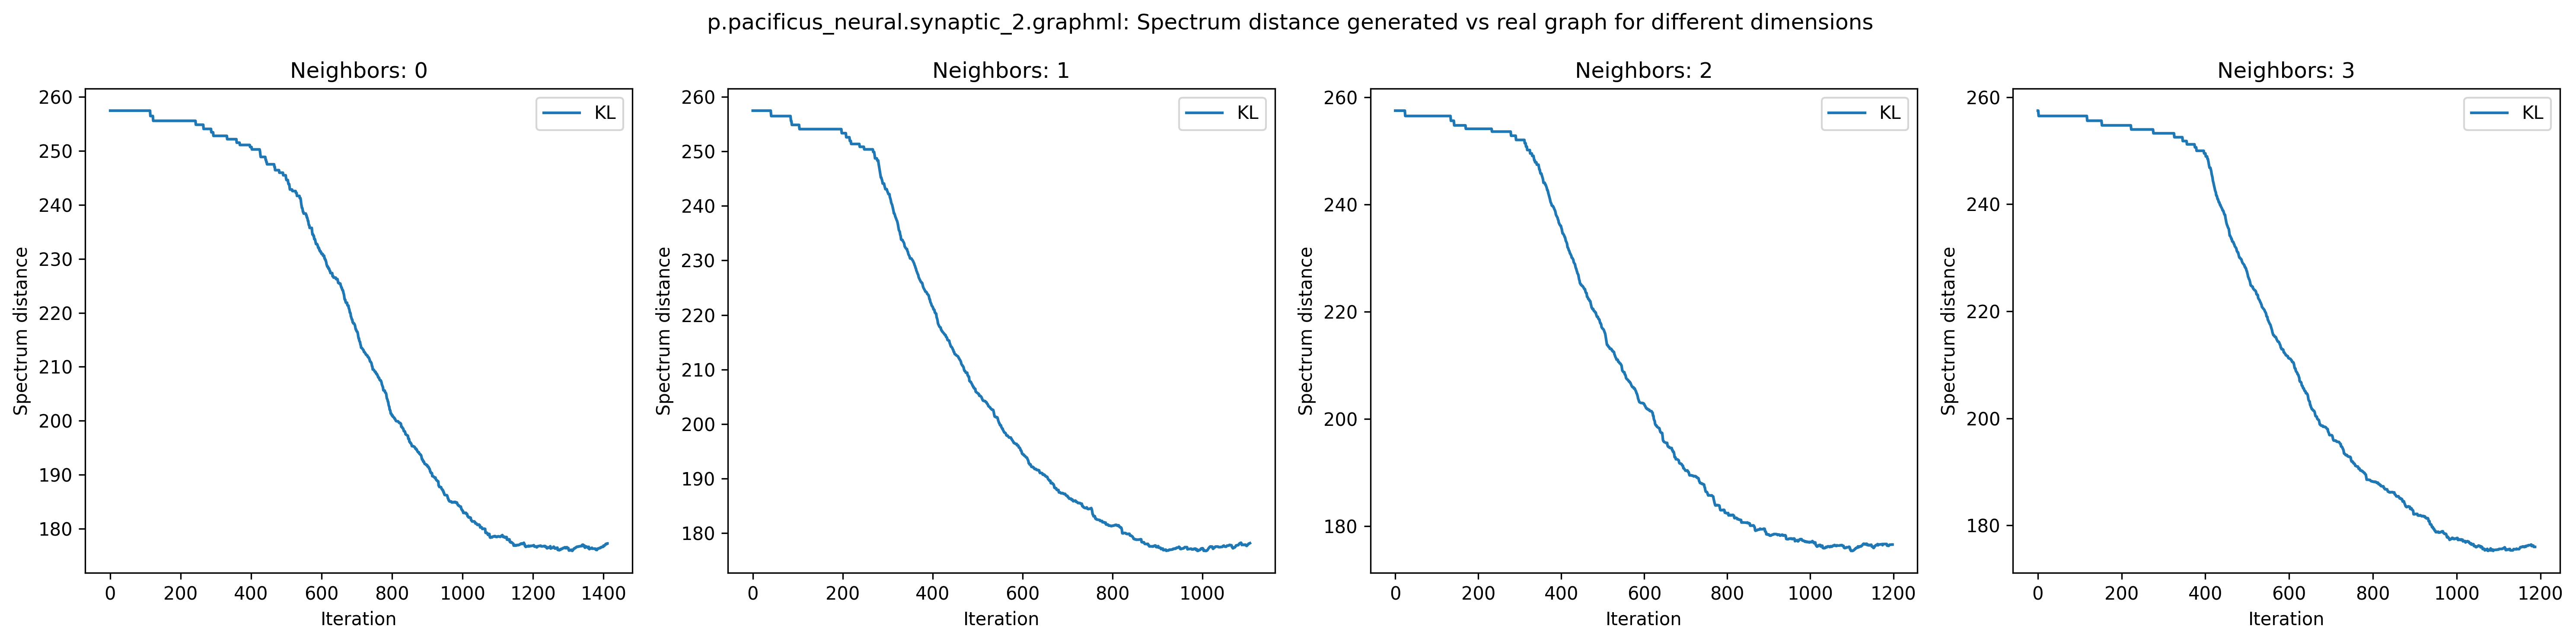 p.pacificus_neural.synaptic_2.graphml: Spectrum distance generated vs real graph for different dimensions
Neighbors: 0
260
250
240
230
220
210
200
190
180
Spectrum distance
KL
0 200 400 600 800 1000 1200 1400
Iteration
Neighbors: 1
260
250
240
230
220
210
200
190
180
Spectrum distance
KL
0 200 400 600 800 1000
Iteration
Neighbors: 2
260
240
220
200
180
Spectrum distance
KL
0 200 400 600 800 1000 1200
Iteration
Neighbors: 3
260
240
220
200
180
Spectrum distance
KL
0 200 400 600 800 1000 1200
Iteration